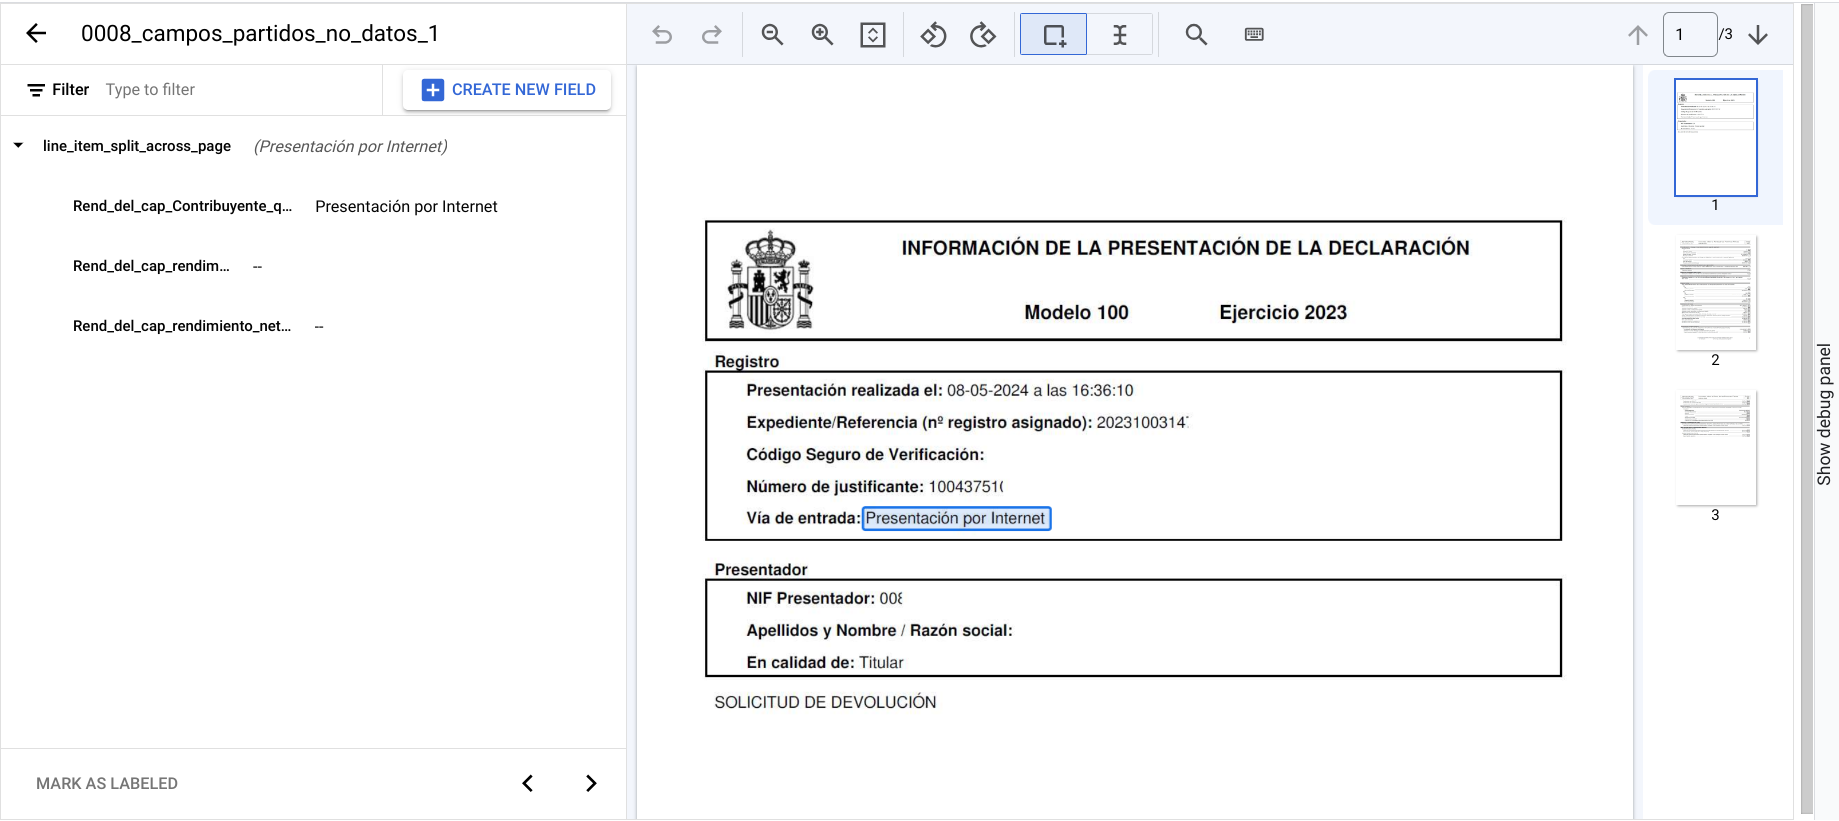 0008_campos_partidos_no_datos_1
1 /3
Filter Type to filter
CREATE NEW FIELD
line_item_split_across_page (Presentación por Internet)
Rend_del_cap_Contribuyente_q... Presentación por Internet
Rend_del_cap_rendim... --
Rend_del_cap_rendimiento_net... --
MARK AS LABELED
INFORMACIÓN DE LA PRESENTACIÓN DE LA DECLARACIÓN
Modelo 100 Ejercicio 2023
Registro
Presentación realizada el: 08-05-2024 a las 16:36:10
Expediente/Referencia (nº registro asignado): 2023100314
Código Seguro de Verificación:
Número de justificante: 10043751
Vía de entrada: Presentación por Internet
Presentador
NIF Presentador: 008
Apellidos y Nombre / Razón social:
En calidad de: Titular
SOLICITUD DE DEVOLUCIÓN
1
2
3
Show debug panel